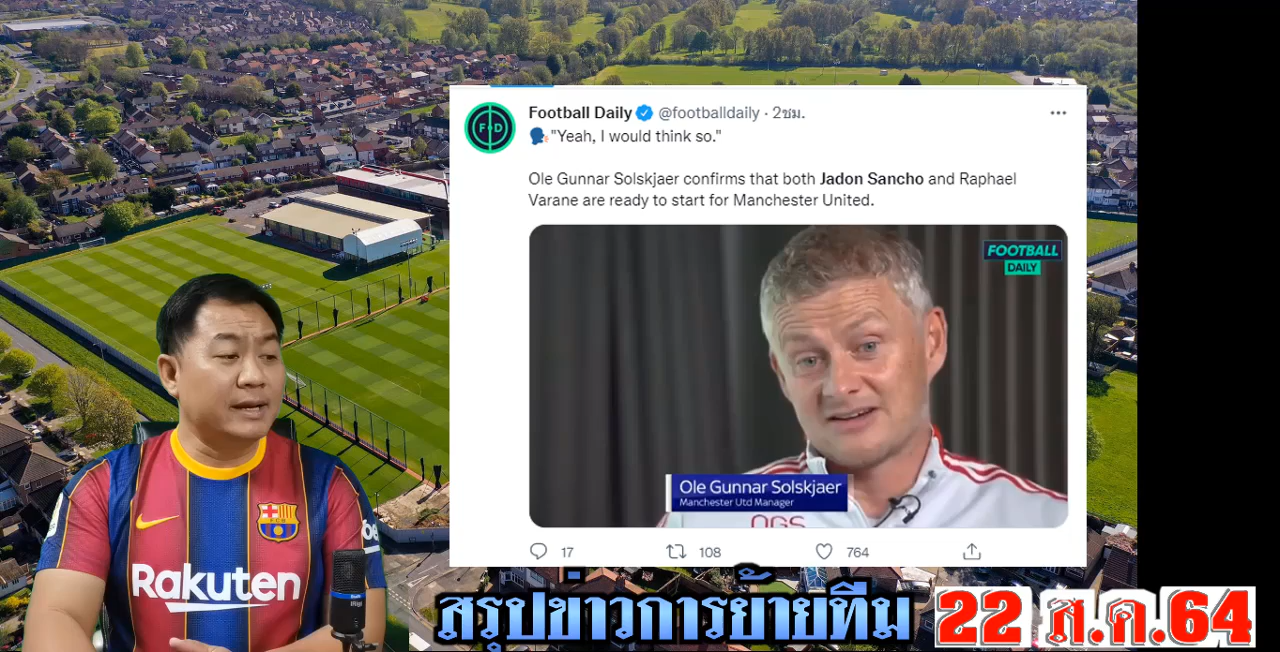 Football Daily @footballdaily · 2ชม.
"Yeah, I would think so."
Ole Gunnar Solskjaer confirms that both Jadon Sancho and Raphael
Varane are ready to start for Manchester United.
FOOTBALL
DAILY
Ole Gunnar Solskjaer
Manchester Utd Manager
OGS
17 108 764
FCB
Rakuten
สรุปข่าวการย้ายทีม 22 ส.ค.64